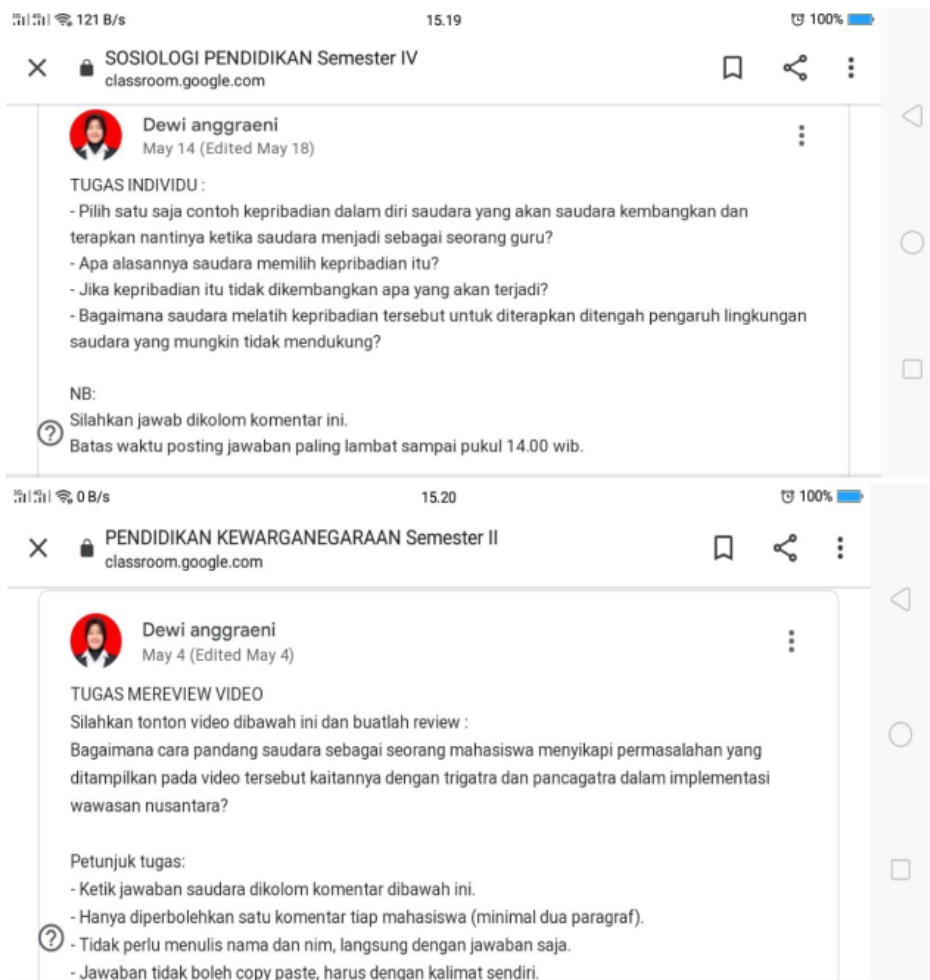 121 B/s
15.19
100%
SOSIOLOGI PENDIDIKAN Semester IV
classroom.google.com
Dewi anggraeni
May 14 (Edited May 18)
TUGAS INDIVIDU :
- Pilih satu saja contoh kepribadian dalam diri saudara yang akan saudara kembangkan dan
terapkan nantinya ketika saudara menjadi sebagai seorang guru?
- Apa alasannya saudara memilih kepribadian itu?
- Jika kepribadian itu tidak dikembangkan apa yang akan terjadi?
- Bagaimana saudara melatih kepribadian tersebut untuk diterapkan ditengah pengaruh lingkungan
saudara yang mungkin tidak mendukung?
NB:
Silahkan jawab dikolom komentar ini.
Batas waktu posting jawaban paling lambat sampai pukul 14.00 wib.
0 B/s
15.20
100%
PENDIDIKAN KEWARGANEGARAAN Semester II
classroom.google.com
Dewi anggraeni
May 4 (Edited May 4)
TUGAS MEREVIEW VIDEO
Silahkan tonton video dibawah ini dan buatlah review :
Bagaimana cara pandang saudara sebagai seorang mahasiswa menyikapi permasalahan yang
ditampilkan pada video tersebut kaitannya dengan trigatra dan pancagatra dalam implementasi
wawasan nusantara?
Petunjuk tugas:
- Ketik jawaban saudara dikolom komentar dibawah ini.
- Hanya diperbolehkan satu komentar tiap mahasiswa (minimal dua paragraf).
- Tidak perlu menulis nama dan nim, langsung dengan jawaban saja.
- Jawaban tidak boleh copy paste, harus dengan kalimat sendiri.